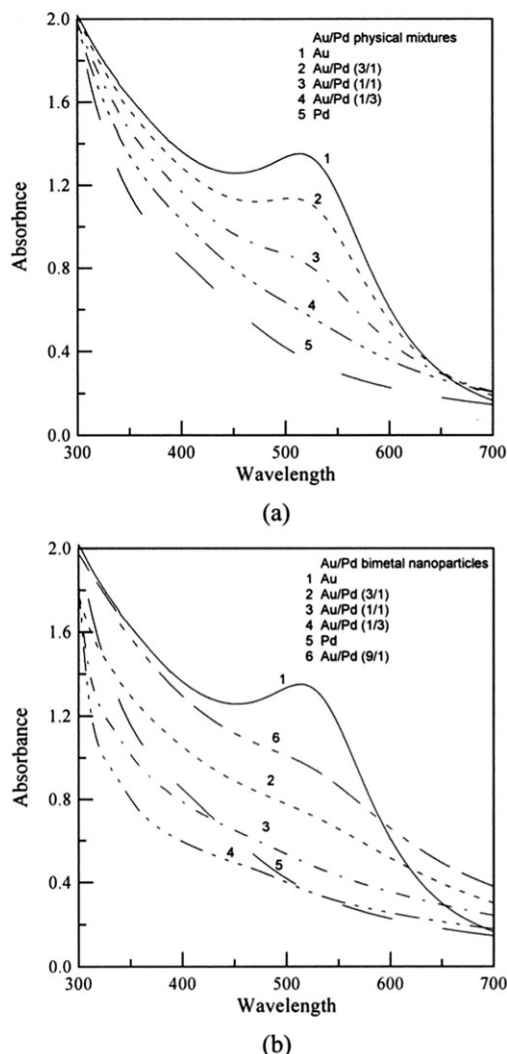 2.0
1.6
1.2
0.8
0.4
0.0
Absorbnce
Au/Pd physical mixtures
1 Au
2 Au/Pd (3/1)
3 Au/Pd (1/1)
4 Au/Pd (1/3)
5 Pd
1
2
3
4
5
300 400 500 600 700
Wavelength
(a)
2.0
1.6
1.2
0.8
0.4
0.0
Absorbance
Au/Pd bimetal nanoparticles
1 Au
2 Au/Pd (3/1)
3 Au/Pd (1/1)
4 Au/Pd (1/3)
5 Pd
6 Au/Pd (9/1)
1
6
2
3
4
5
300 400 500 600 700
Wavelength
(b)